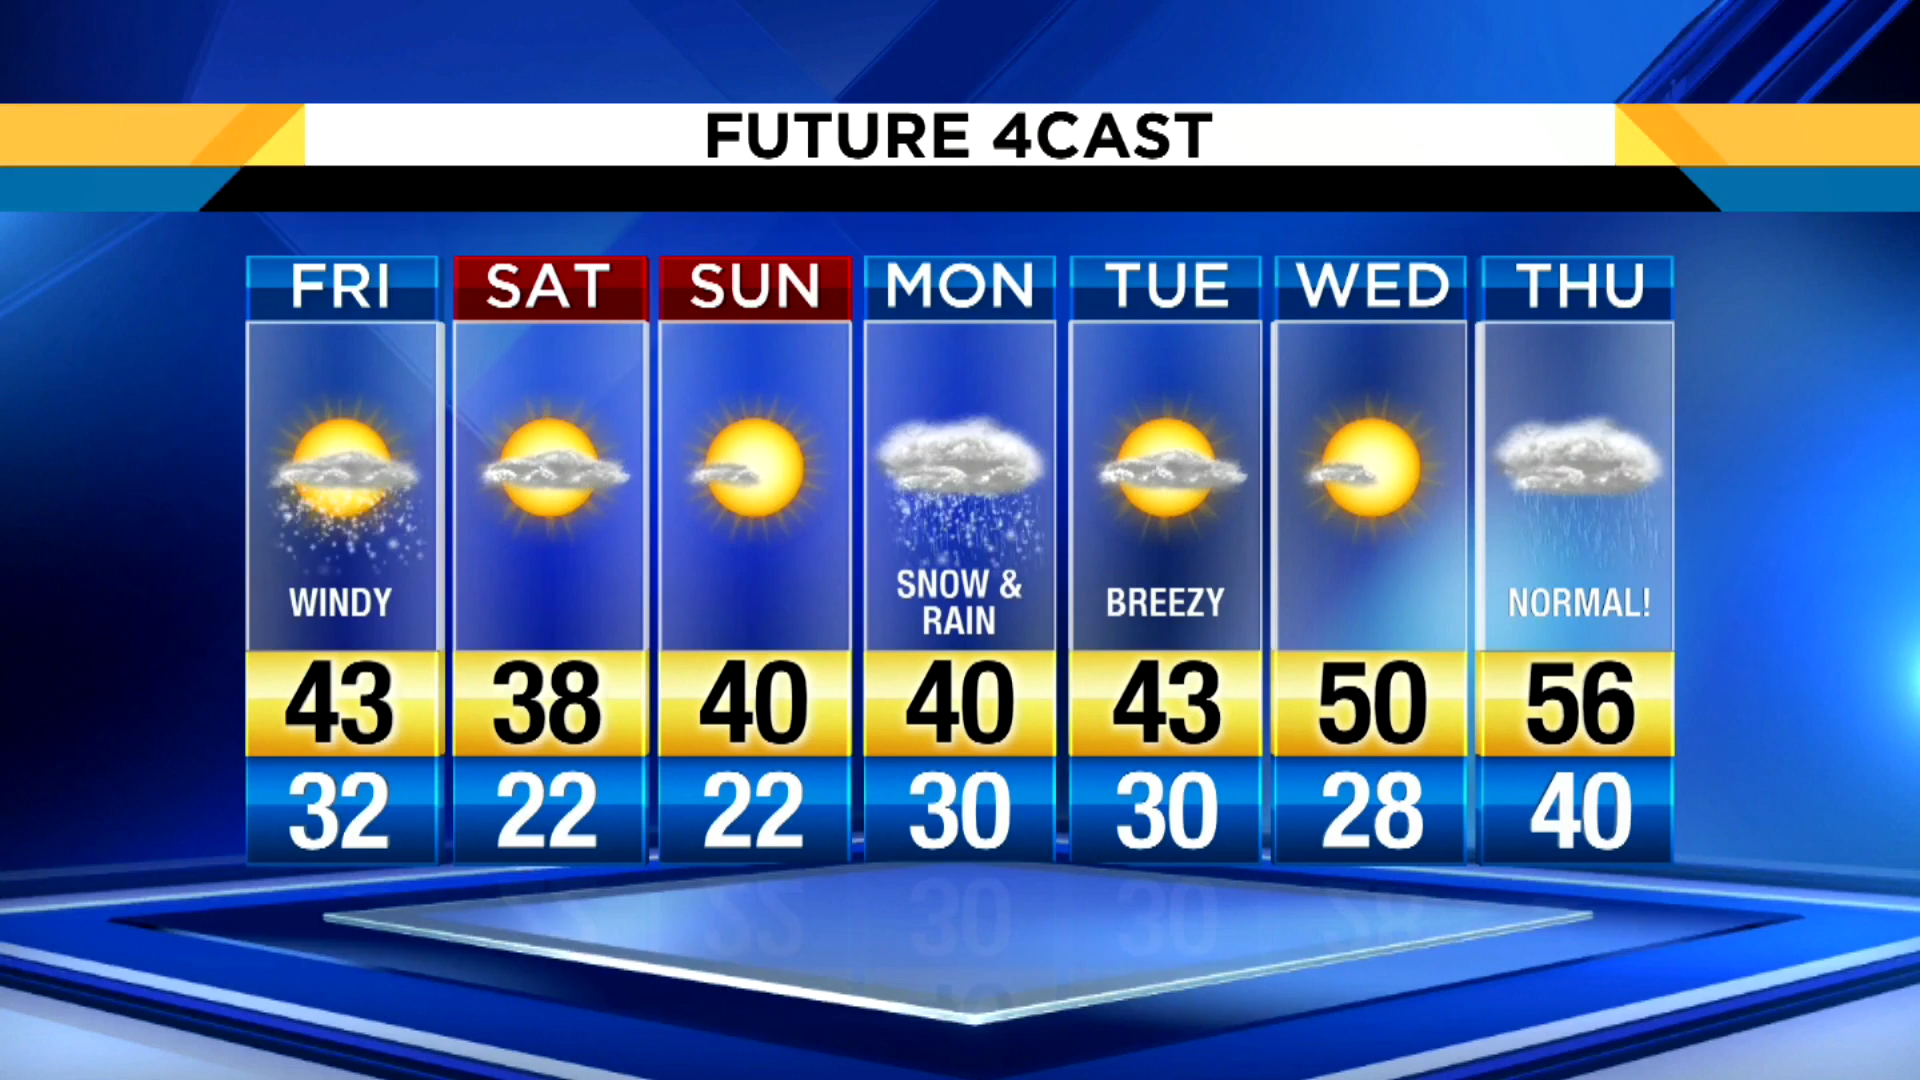 FUTURE 4CAST
FRI SAT SUN MON TUE WED THU
WINDY
SNOW &
RAIN
BREEZY
NORMAL!
43 38 40 40 43 50 56
32 22 22 30 30 28 40